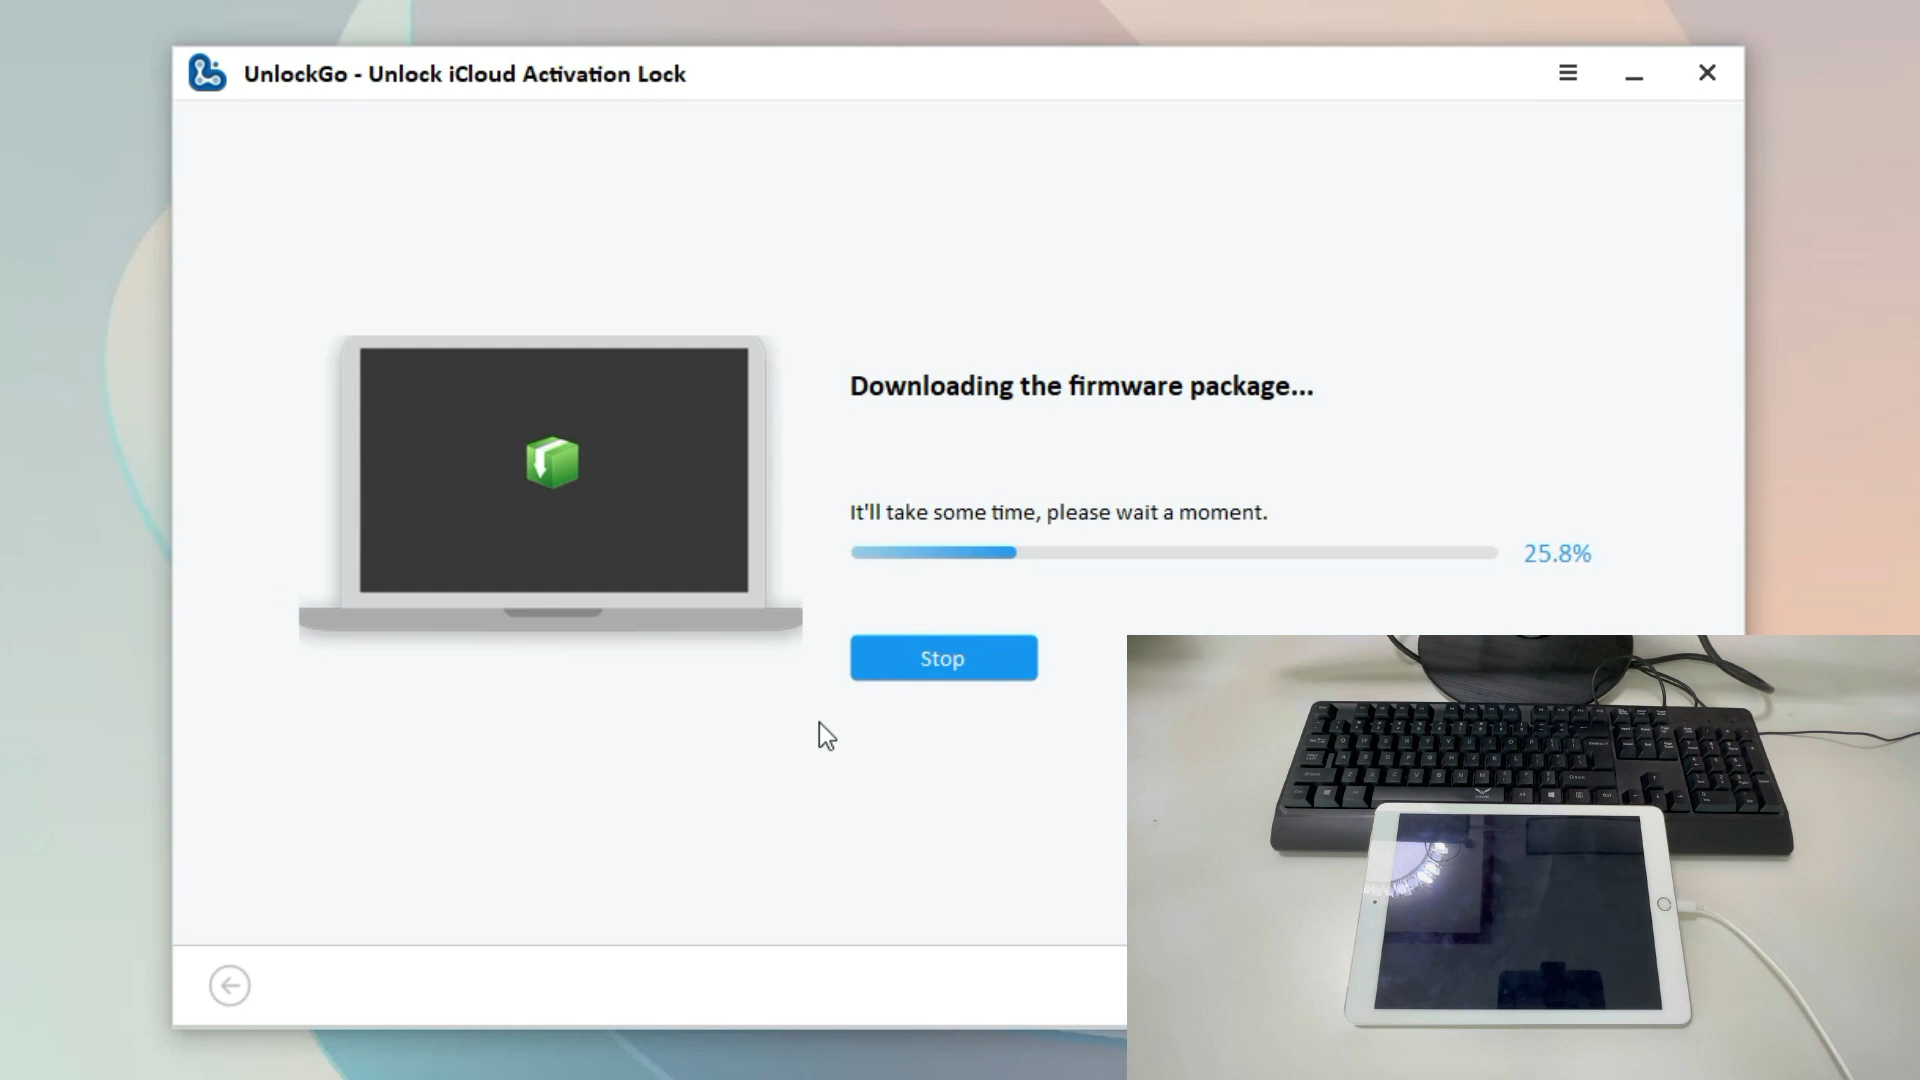 UnlockGo - Unlock iCloud Activation Lock
Downloading the firmware package...
It'll take some time, please wait a moment.
25.8%
Stop